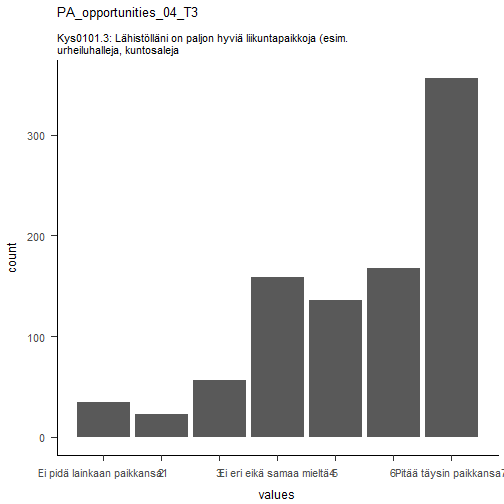 PA_opportunities_04_T3
Kys0101.3: Lähistölläni on paljon hyviä liikuntapaikkoja (esim.
urheiluhalleja, kuntosaleja
300
200
100
0
count
Ei pidä lainkaan paikkansa1
2
3
Ei eri eikä samaa mieltä4
5
6
Pitää täysin paikkansa7
values